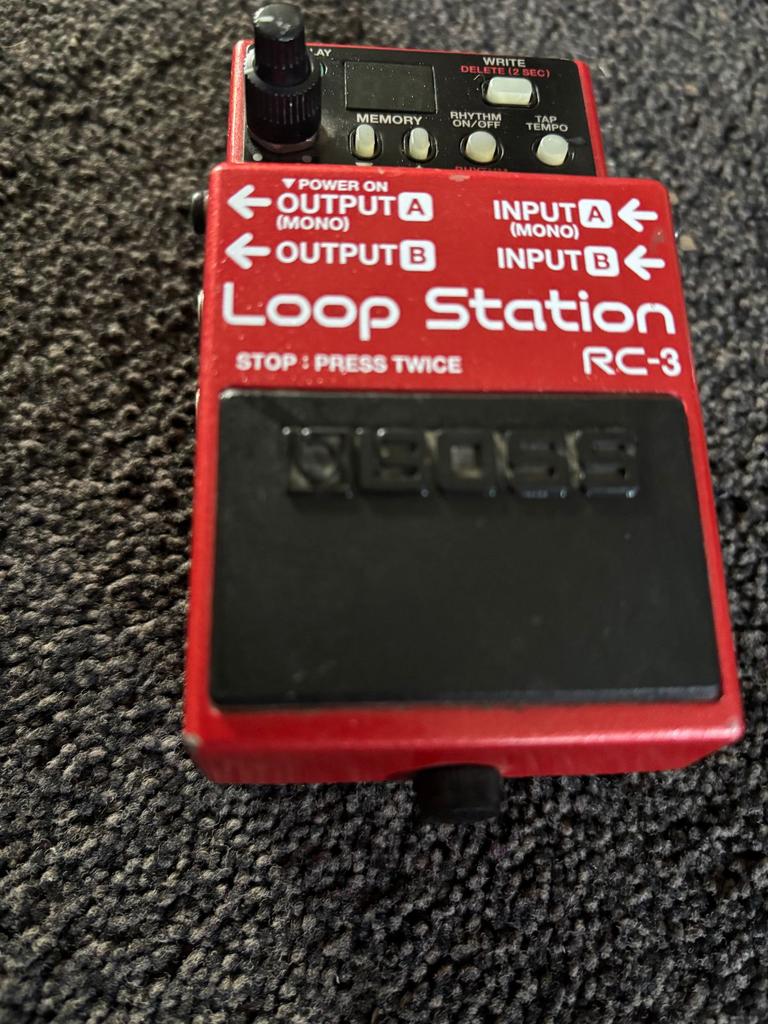 LAY
WRITE
DELETE (2 SEC)
MEMORY
RHYTHM
ON/OFF
TAP
TEMPO
▼POWER ON
OUTPUT A
(MONO)
INPUT A
(MONO)
OUTPUT B
INPUT B
Loop Station
STOP : PRESS TWICE
RC-3
BOSS